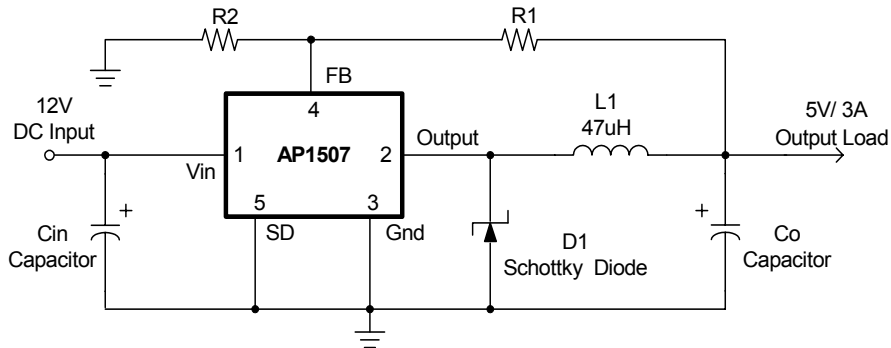 R2
R1
FB
4
12V
DC Input
L1
47uH
5V/ 3A
Output Load
Output
Vin
1
AP1507
2
5
3
SD
Gnd
Cin
Capacitor
D1
Schottky Diode
Co
Capacitor
+
+